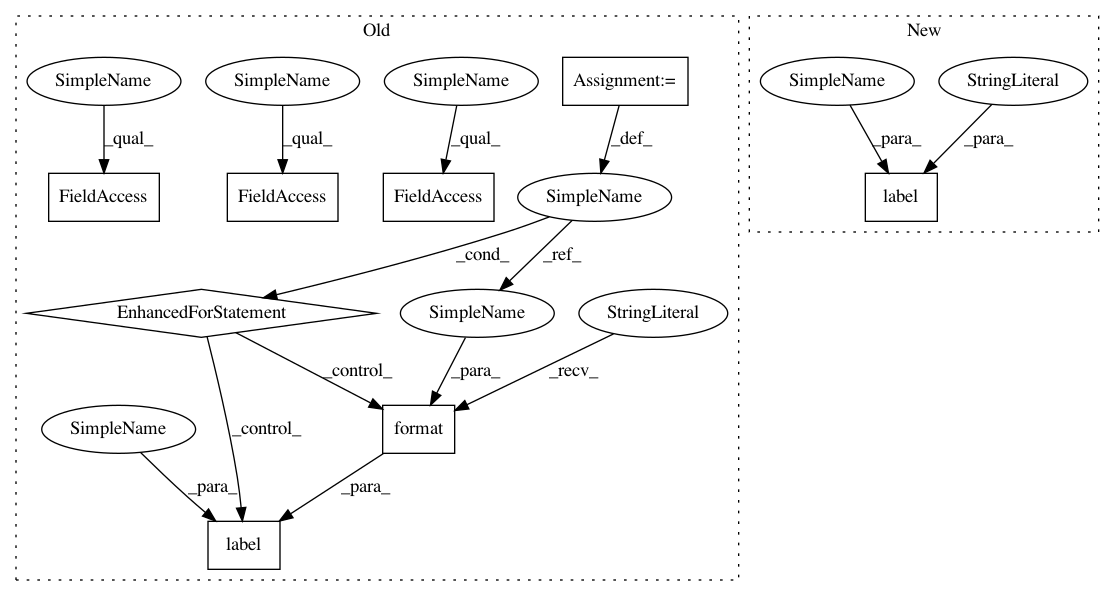 Old
New
SimpleName
SimpleName
SimpleName
Assignment:=
SimpleName
StringLiteral
_qual_
_qual_
_qual_
_def_
_para_
_para_
FieldAccess
FieldAccess
FieldAccess
SimpleName
label
_cond_
_ref_
EnhancedForStatement
SimpleName
StringLiteral
_control_
_para_
_recv_
SimpleName
_control_
format
_para_
_para_
label